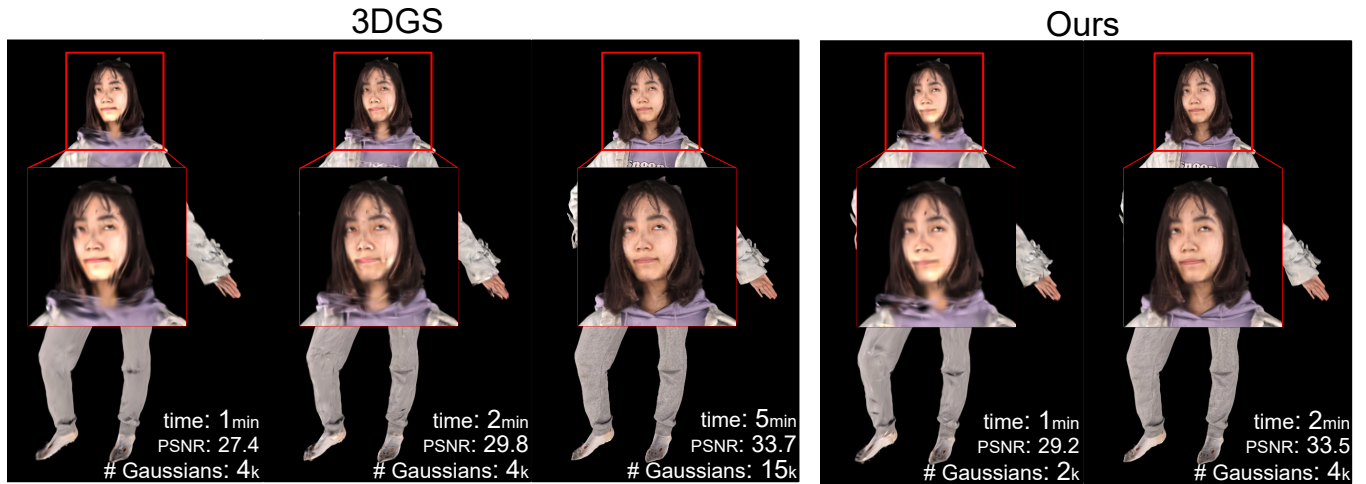 3DGS
Ours
time: 1min
PSNR: 27.4
# Gaussians: 4k
time: 2min
PSNR: 29.8
# Gaussians: 4k
time: 5min
PSNR: 33.7
# Gaussians: 15k
time: 1min
PSNR: 29.2
# Gaussians: 2k
time: 2min
PSNR: 33.5
# Gaussians: 4k